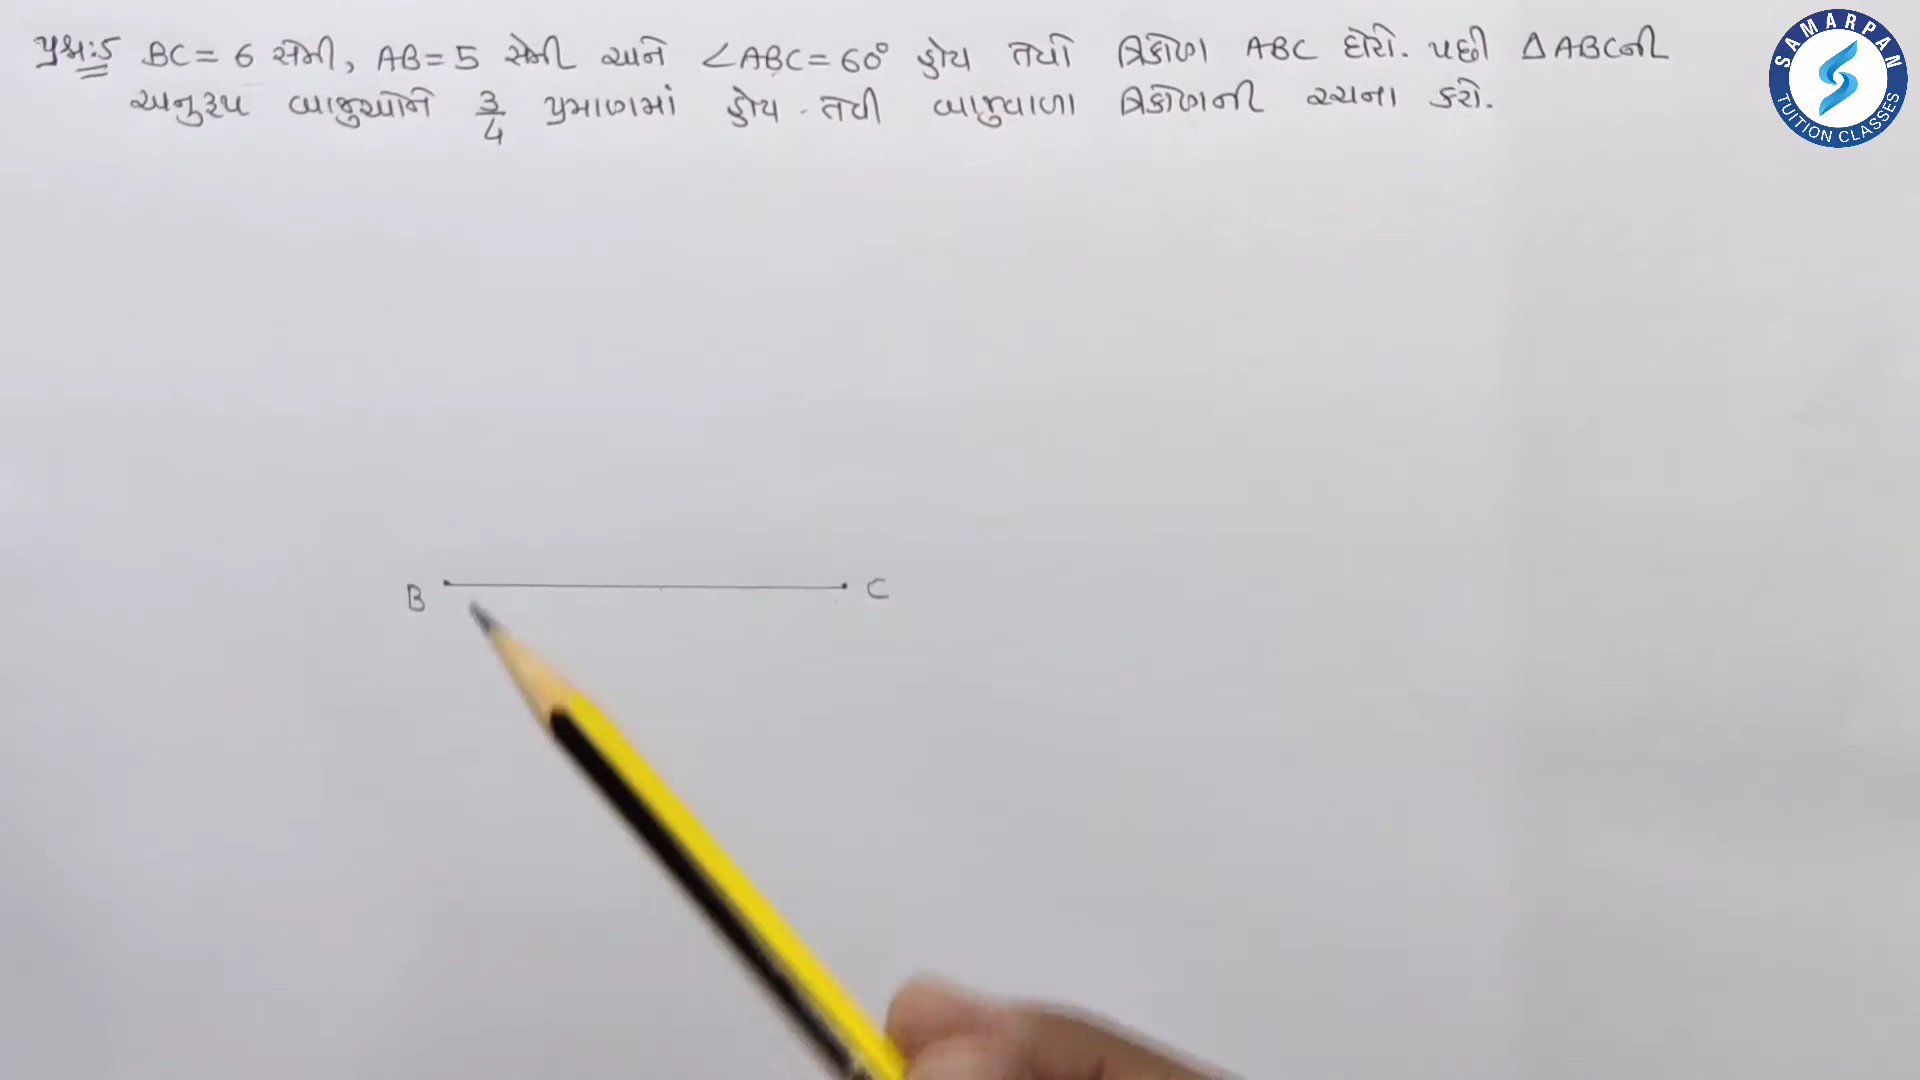 પ્રશ્ન:5 BC = 6 સેમી, AB = 5 સેમી અને ∠ABC = 60° હોય તેવો ત્રિકોણ ABC દોરો. પછી △ABCની
અનુરૂપ બાજુઓને 3/4 પ્રમાણમાં હોય તેવી બાજુવાળા ત્રિકોણની રચના કરો.
SAMARPAN
TUITION CLASSES
B C